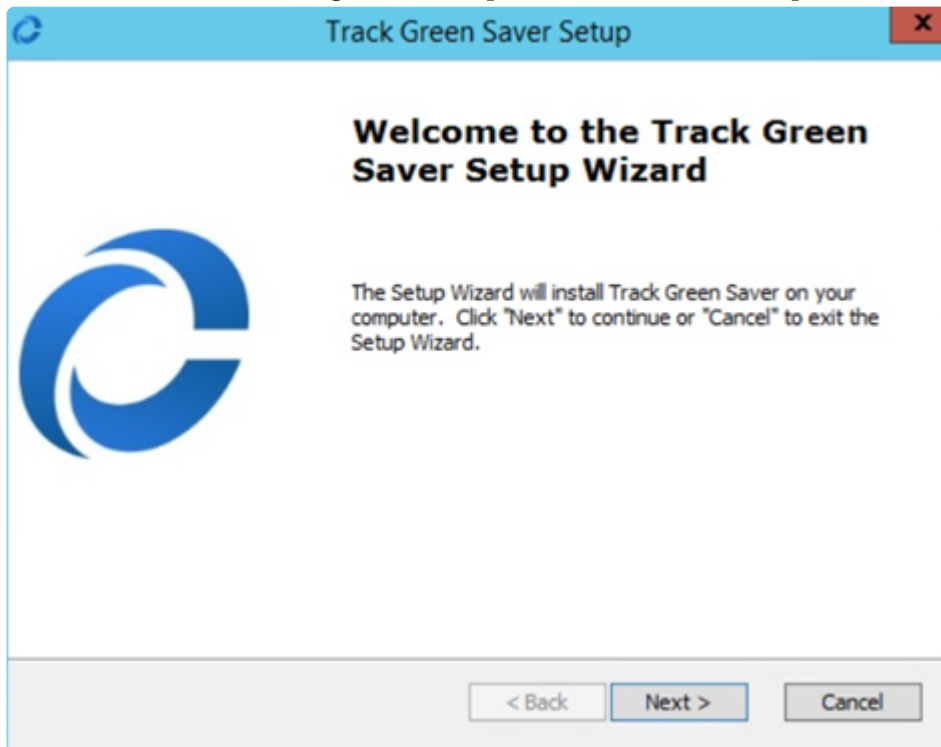 Track Green Saver Setup
X
Welcome to the Track Green
Saver Setup Wizard
The Setup Wizard will install Track Green Saver on your
computer. Click "Next" to continue or "Cancel" to exit the
Setup Wizard.
< Back Next > Cancel